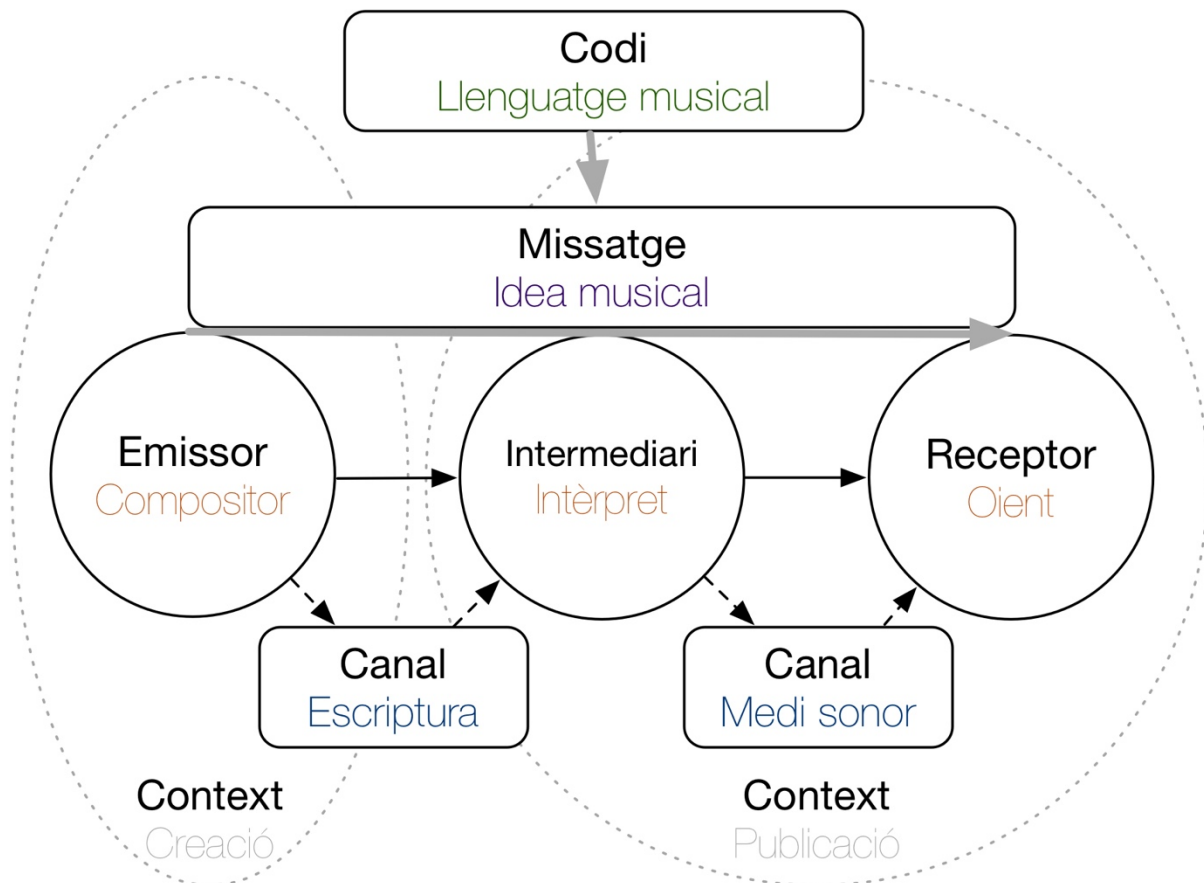 Codi
Llenguatge musical
Missatge
Idea musical
Emissor
Compositor
Intermediari
Intèrpret
Receptor
Oient
Canal
Escriptura
Canal
Medi sonor
Context
Creació
Context
Publicació